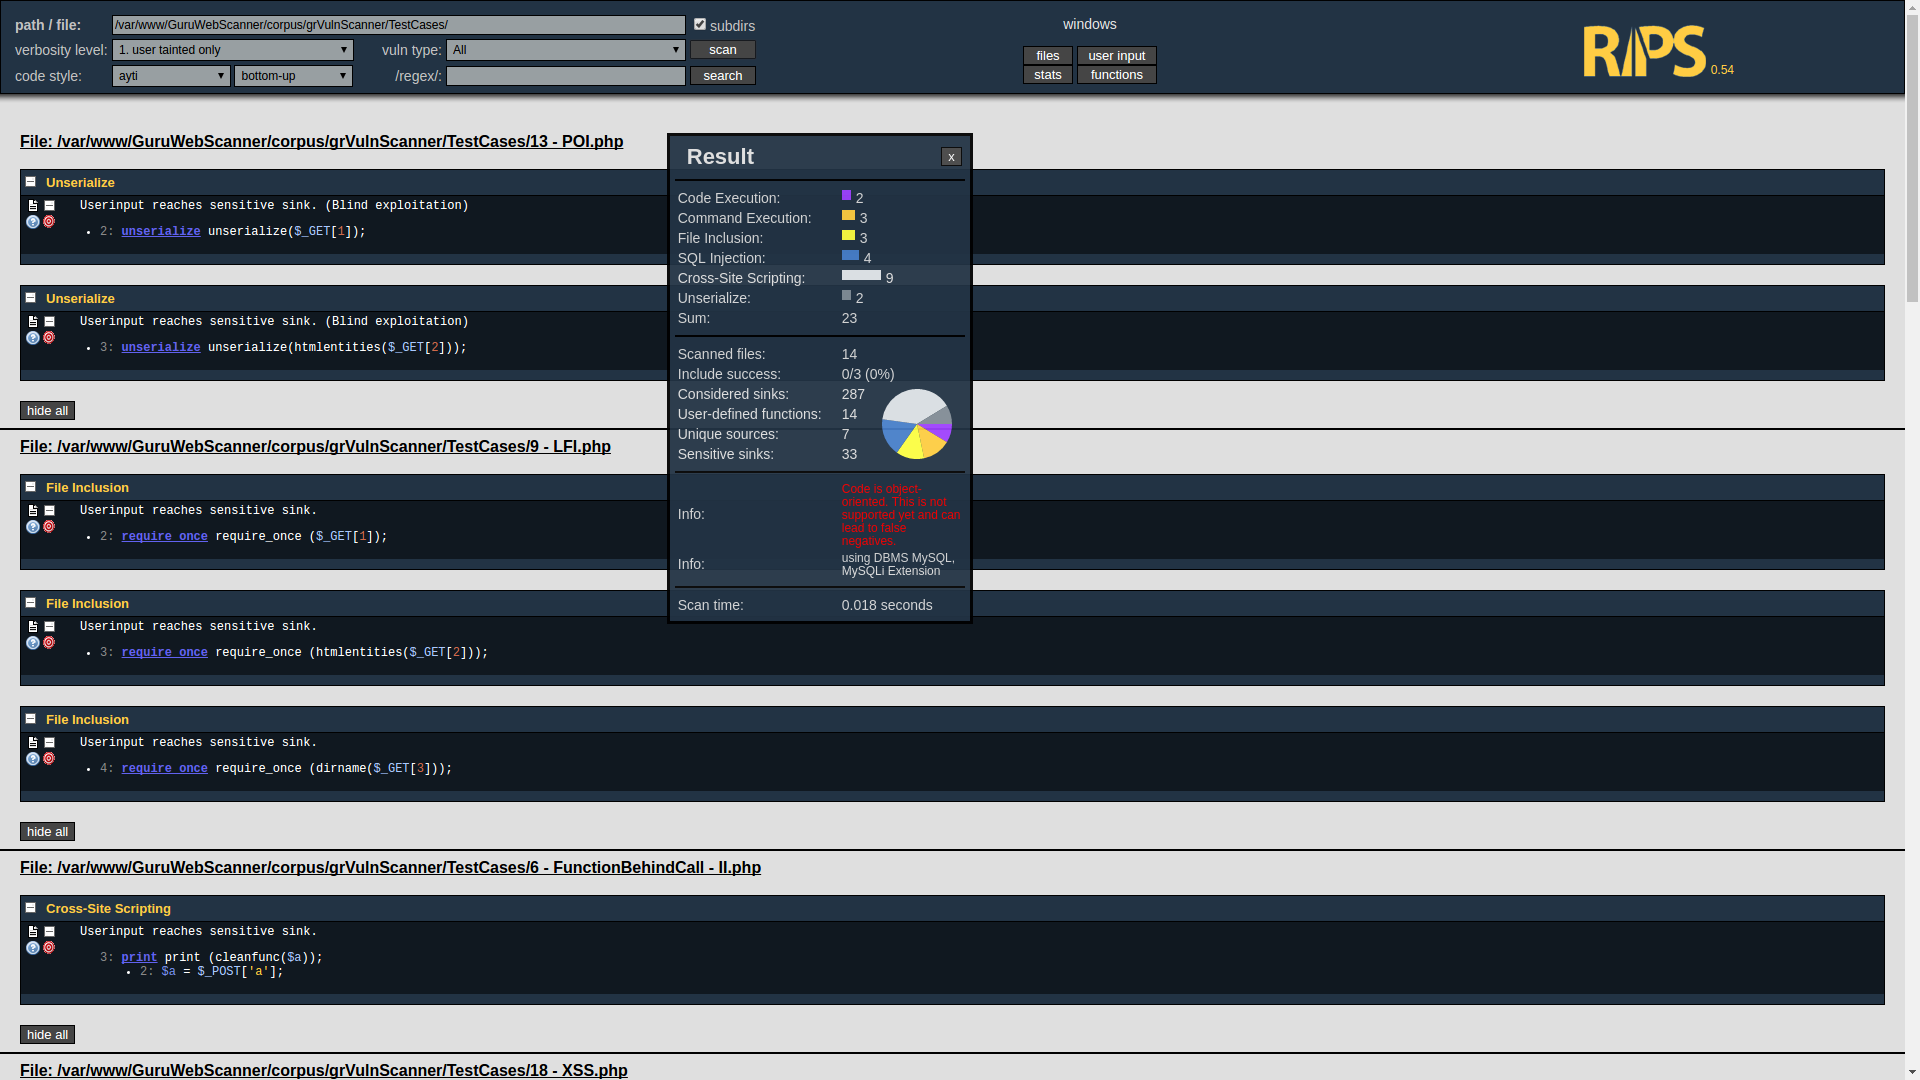 path / file: /var/www/GuruWebScanner/corpus/grVulnScanner/TestCases/ subdirs
verbosity level: 1. user tainted only vuln type: All scan
code style: ayti bottom-up /regex/: search
windows
files user input
stats functions
RIPS 0.54
File: /var/www/GuruWebScanner/corpus/grVulnScanner/TestCases/13 - POI.php
Unserialize
Userinput reaches sensitive sink. (Blind exploitation)
2: unserialize unserialize($_GET[1]);
Unserialize
Userinput reaches sensitive sink. (Blind exploitation)
3: unserialize unserialize(htmlentities($_GET[2]));
hide all
Result x
Code Execution: 2
Command Execution: 3
File Inclusion: 3
SQL Injection: 4
Cross-Site Scripting: 9
Unserialize: 2
Sum: 23
Scanned files: 14
Include success: 0/3 (0%)
Considered sinks: 287
User-defined functions: 14
Unique sources: 7
Sensitive sinks: 33
Info: Code is object-
oriented. This is not
supported yet and can
lead to false
negatives.
Info: using DBMS MySQL,
MySQLi Extension
Scan time: 0.018 seconds
File: /var/www/GuruWebScanner/corpus/grVulnScanner/TestCases/9 - LFI.php
File Inclusion
Userinput reaches sensitive sink.
2: require_once require_once ($_GET[1]);
File Inclusion
Userinput reaches sensitive sink.
3: require_once require_once (htmlentities($_GET[2]));
File Inclusion
Userinput reaches sensitive sink.
4: require_once require_once (dirname($_GET[3]));
hide all
File: /var/www/GuruWebScanner/corpus/grVulnScanner/TestCases/6 - FunctionBehindCall - II.php
Cross-Site Scripting
Userinput reaches sensitive sink.
3: print print (cleanfunc($a));
2: $a = $_POST['a'];
hide all
File: /var/www/GuruWebScanner/corpus/grVulnScanner/TestCases/18 - XSS.php